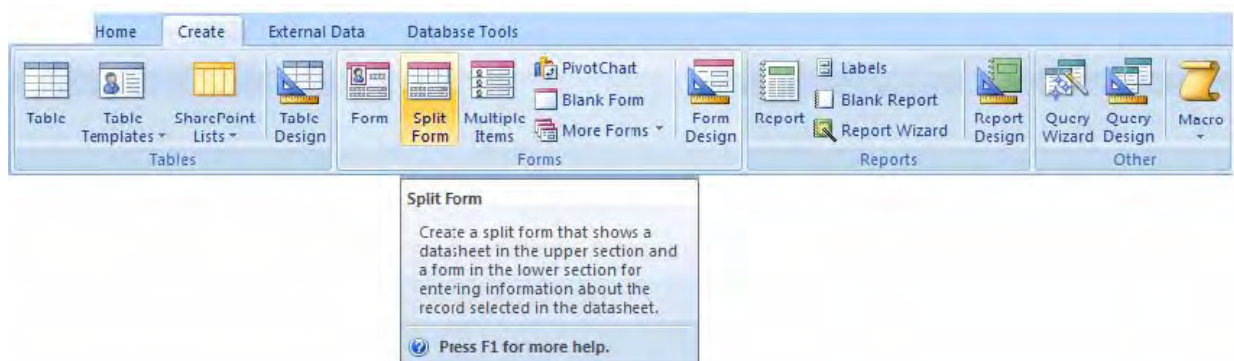 Home Create External Data Database Tools
Table
Table
Templates
SharePoint
Lists
Table
Design
Tables
Form
Split
Form
Multiple
Items
PivotChart
Blank Form
More Forms
Form
Design
Forms
Report
Labels
Blank Report
Report Wizard
Report
Design
Reports
Query
Wizard
Query
Design
Macro
Other
Split Form
Create a split form that shows a
datasheet in the upper section and
a form in the lower section for
entering information about the
record selected in the datasheet.
Press F1 for more help.